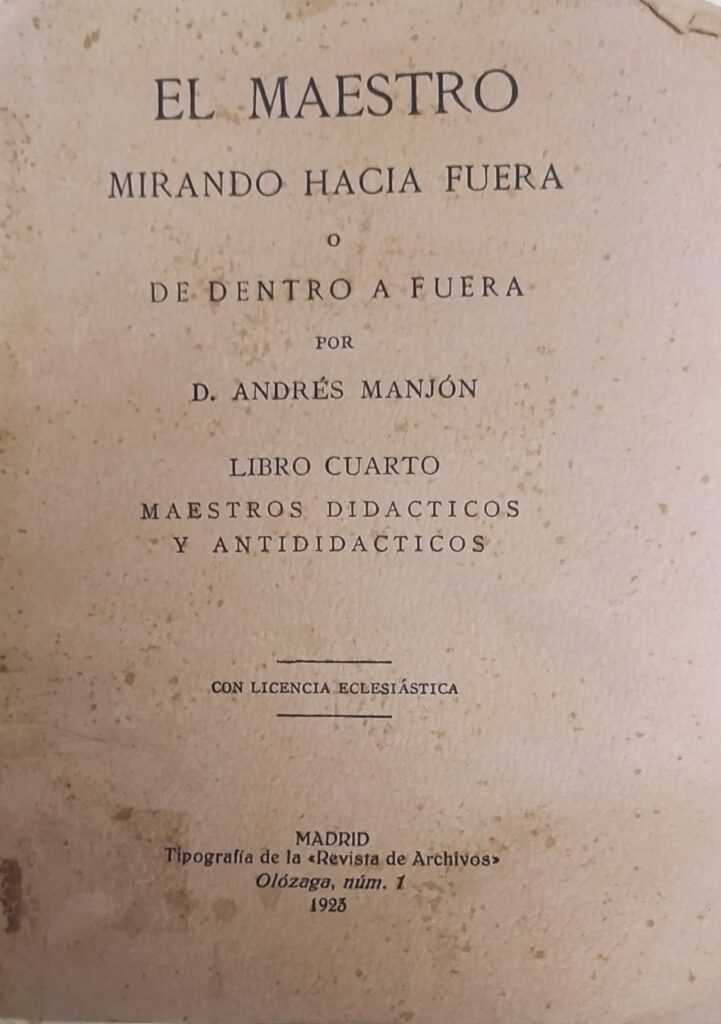 EL MAESTRO
MIRANDO HACIA FUERA
O
DE DENTRO A FUERA
POR
D. ANDRÉS MANJÓN
LIBRO CUARTO
MAESTROS DIDACTICOS
Y ANTIDIDACTICOS
CON LICENCIA ECLESIÁSTICA
MADRID
Tipografía de la «Revista de Archivos»
Olózaga, núm. 1
1923